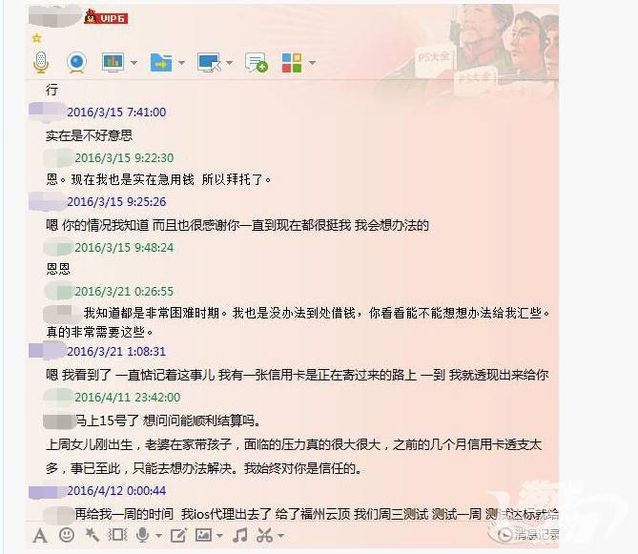 VIP6
PS大全
PS大全
行
2016/3/15 7:41:00
实在是不好意思
2016/3/15 9:22:30
恩。现在我也是实在急用钱 所以拜托了。
2016/3/15 9:25:26
嗯 你的情况我知道 而且也很感谢你一直到现在都很挺我 我会想办法的
2016/3/15 9:48:24
恩恩
2016/3/21 0:26:55
我知道都是非常困难时期。我也是没办法到处借钱，你看看能不能想想办法给我汇些。
真的非常需要这些。
2016/3/21 1:08:31
嗯 我看到了 一直惦记着这事儿 我有一张信用卡是正在寄过来的路上 一到 我就透现出来给你
2016/4/11 23:42:00
马上15号了 想问问能顺利结算吗。
上周女儿刚出生，老婆在家带孩子，面临的压力真的很大很大，之前的几个月信用卡透支太
多，事已至此，只能去想办法解决。我始终对你是信任的。
2016/4/12 0:00:44
再给我一周的时间 我ios代理出去了 给了福州云顶 我们周三测试 测试一周 测试达标就给
消息记录